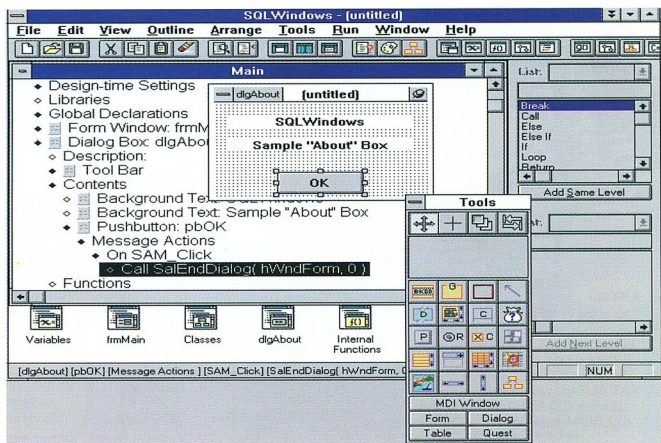 SQLWindows - (untitled)
File Edit View Outline Arrange Tools Run Window Help
Main
Design-time Settings
Libraries
Global Declarations
Form Window: frmM
Dialog Box: dlgAbou
Description:
Tool Bar
Contents
Background Text:
Background Text: Sample "About" Box
Pushbutton: pbOK
Message Actions
On SAM_Click
Call SalEndDialog( hWndForm, 0 )
Functions
dlgAbout (untitled)
SQLWindows
Sample "About" Box
OK
List:
Break
Call
Else
Else If
If
Loop
Return
Add Same Level
Add Next Level
Tools
BKGD
G
D
C
P
R
C
MDI Window
Form Dialog
Table Quest
Variables
frmMain
Classes
dlgAbout
Internal
Functions
[dlgAbout] [pbOK] [Message Actions ] [SAM_Click] [SalEndDialog( hWndForm,
NUM